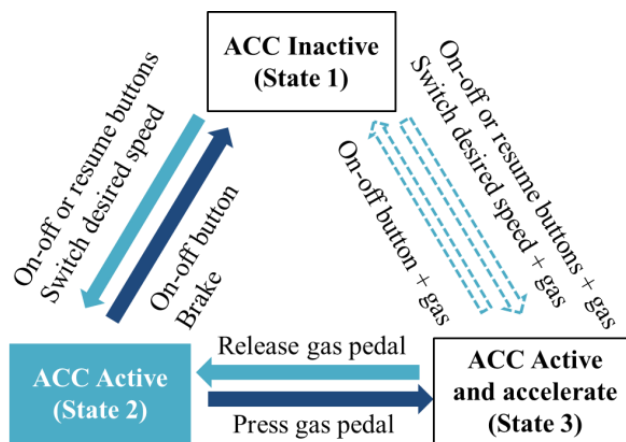 ACC Inactive
(State 1)
On-off or resume buttons
Switch desired speed
On-off button
Brake
On-off button + gas
Switch desired speed + gas
On-off or resume buttons + gas
Release gas pedal
Press gas pedal
ACC Active
(State 2)
ACC Active
and accelerate
(State 3)